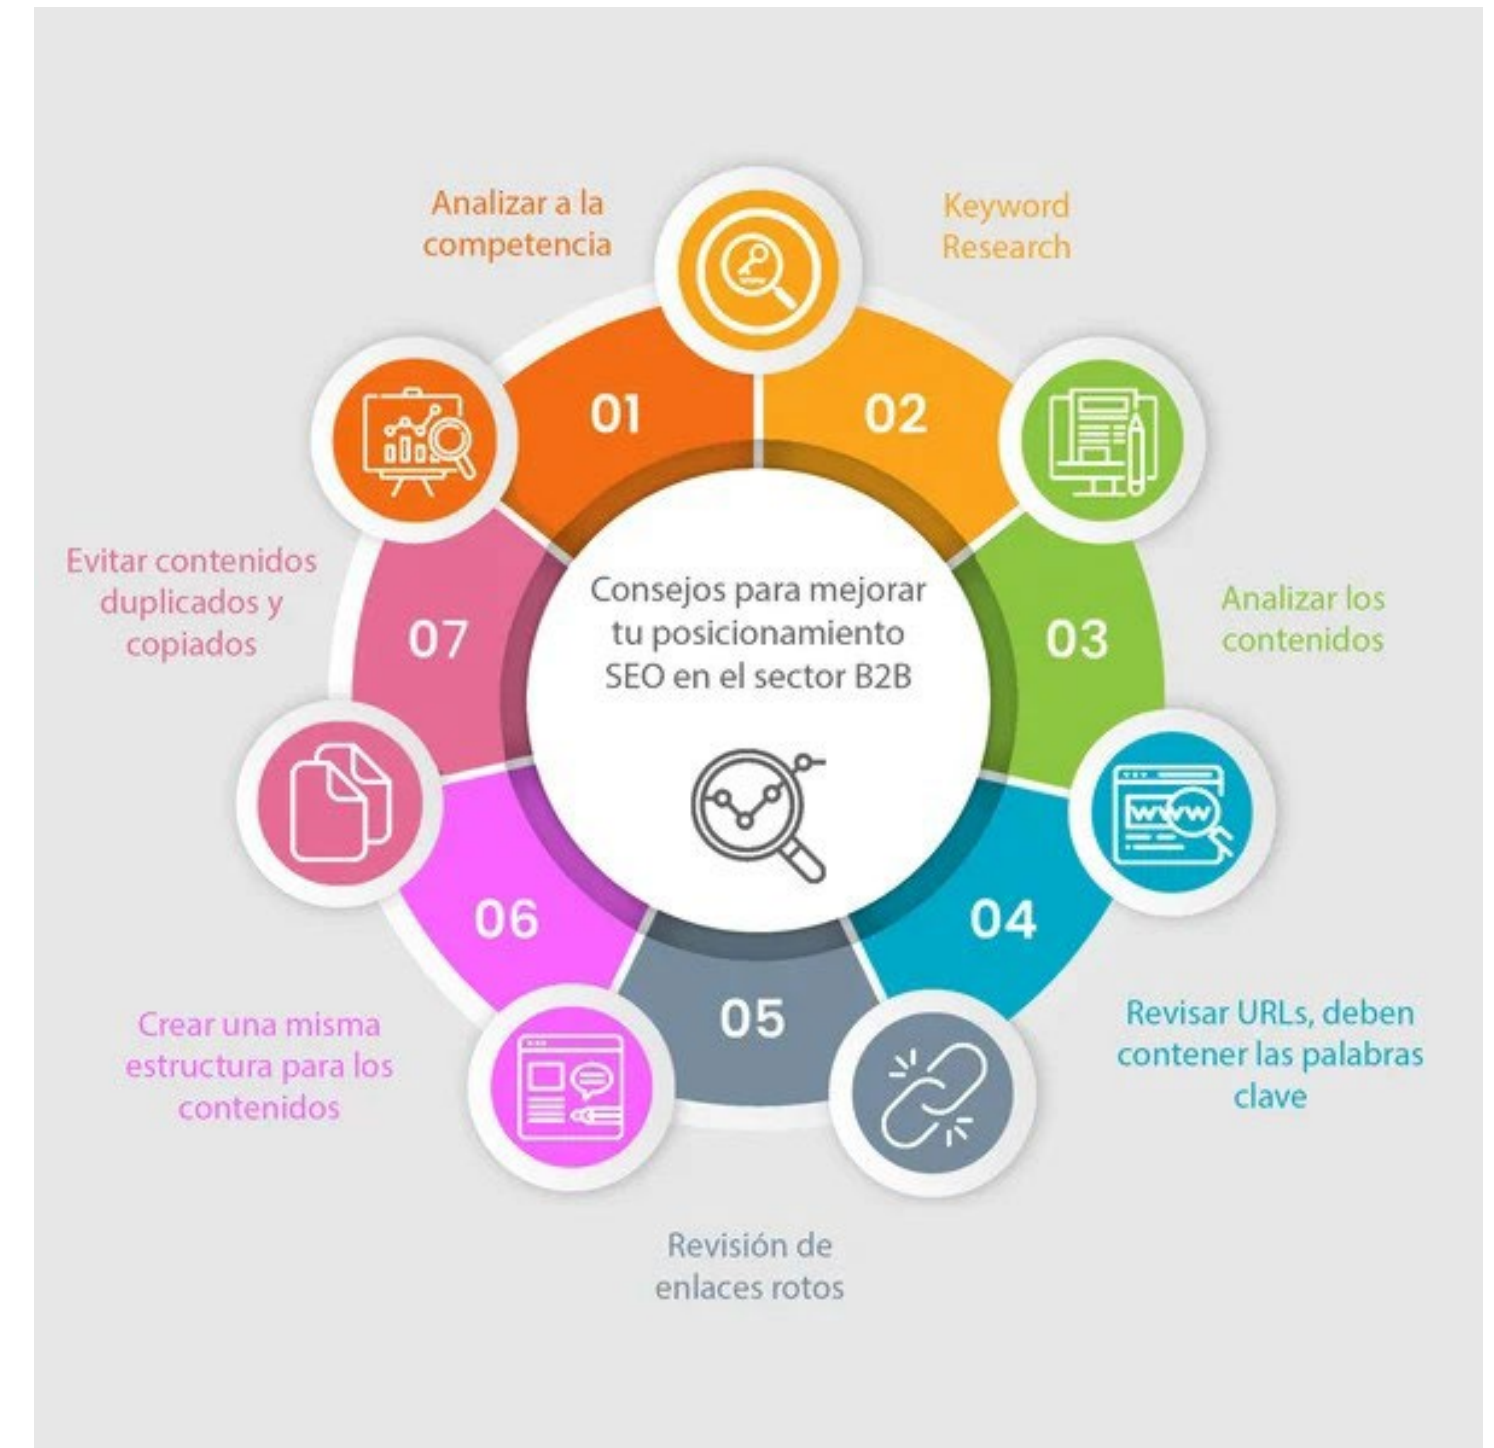 Consejos para mejorar
tu posicionamiento
SEO en el sector B2B
01
Analizar a la
competencia
02
Keyword
Research
www
03
Analizar los
contenidos
04
Revisar URLs, deben
contener las palabras
clave
www
05
Revisión de
enlaces rotos
06
Crear una misma
estructura para los
contenidos
07
Evitar contenidos
duplicados y
copiados